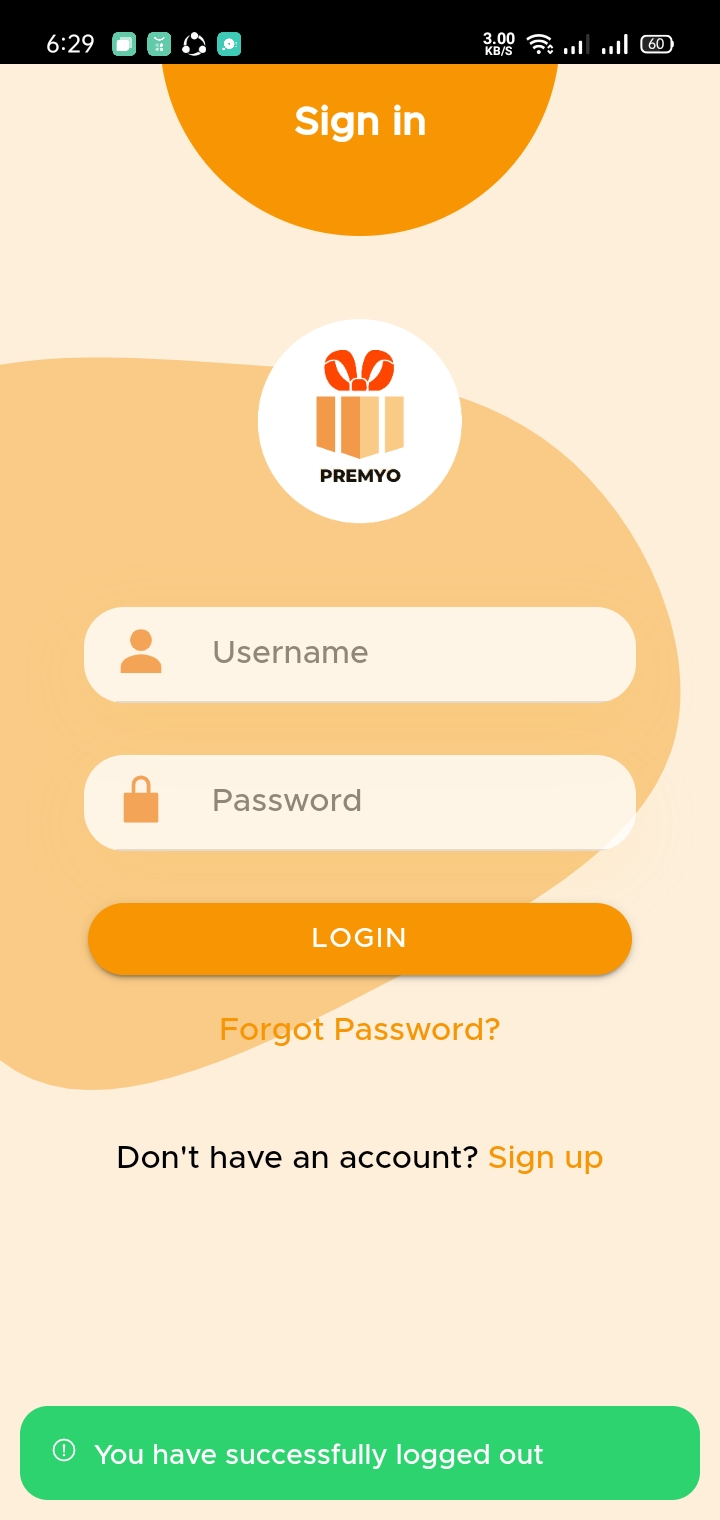 6:29
3.00
KB/S
60
Sign in
PREMYO
Username
Password
LOGIN
Forgot Password?
Don't have an account? Sign up
You have successfully logged out